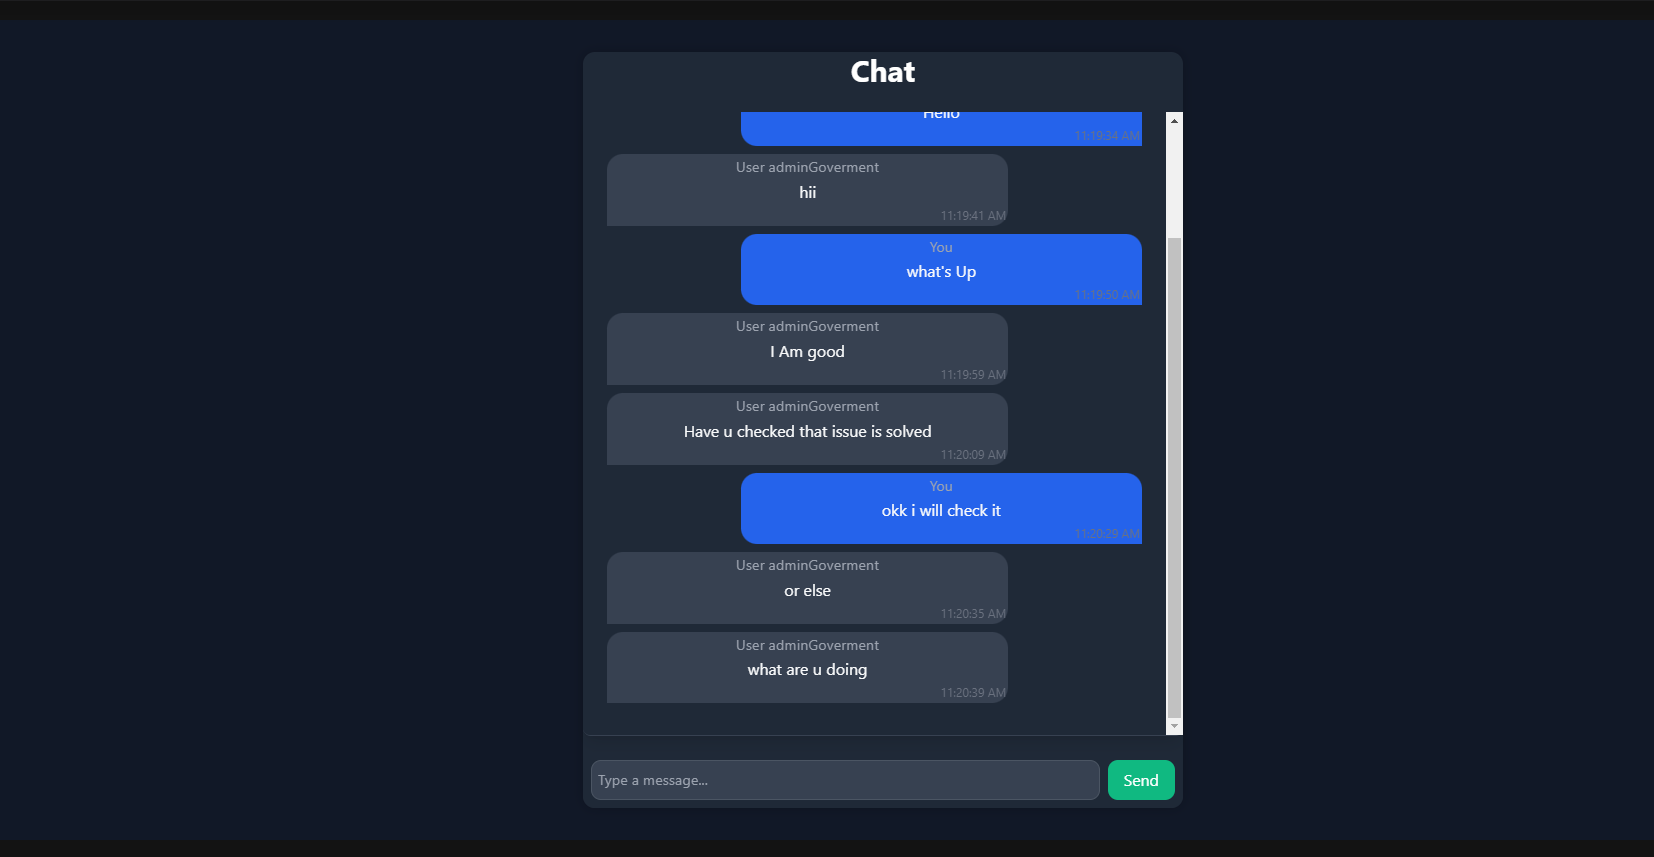 Chat
Hello
11:19:34 AM
User adminGoverment
hii
11:19:41 AM
You
what's Up
11:19:50 AM
User adminGoverment
I Am good
11:19:59 AM
User adminGoverment
Have u checked that issue is solved
11:20:09 AM
You
okk i will check it
11:20:29 AM
User adminGoverment
or else
11:20:35 AM
User adminGoverment
what are u doing
11:20:39 AM
Type a message...
Send